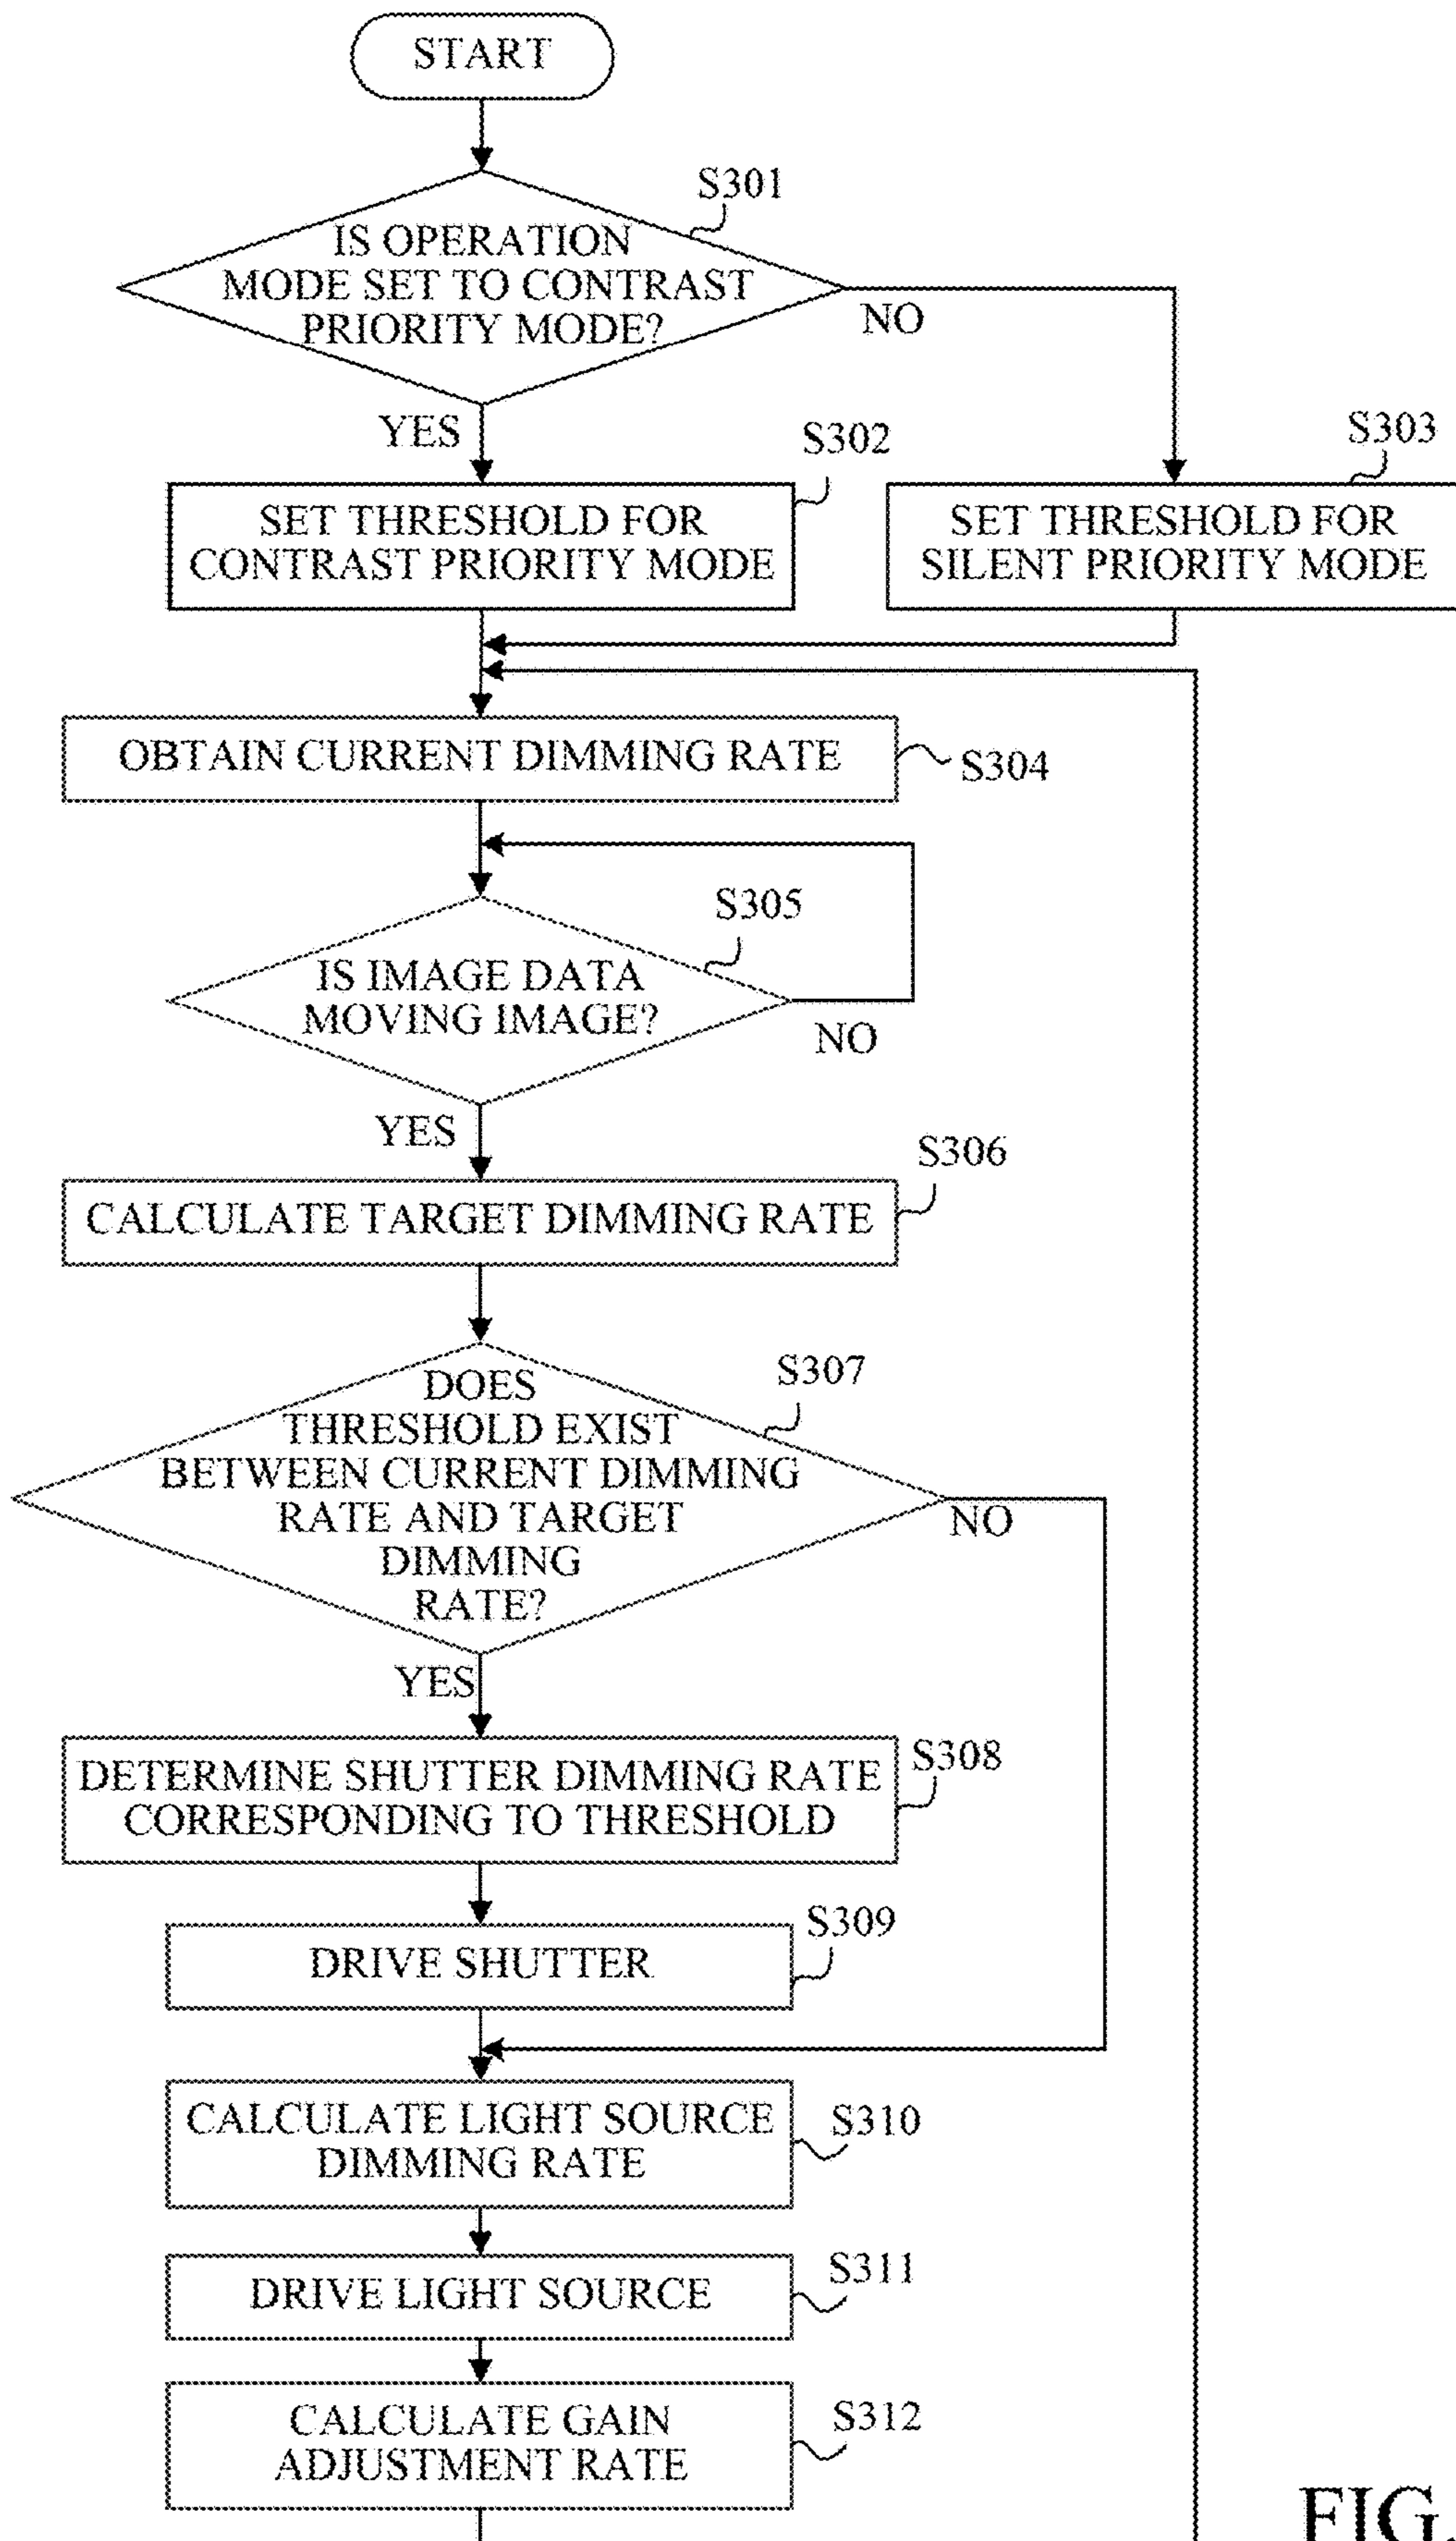 START
S301
IS OPERATION
MODE SET TO CONTRAST
PRIORITY MODE?
NO
YES
S302
S303
SET THRESHOLD FOR
CONTRAST PRIORITY MODE
SET THRESHOLD FOR
SILENT PRIORITY MODE
OBTAIN CURRENT DIMMING RATE
S304
S305
IS IMAGE DATA
MOVING IMAGE?
NO
YES
S306
CALCULATE TARGET DIMMING RATE
S307
DOES
THRESHOLD EXIST
BETWEEN CURRENT DIMMING
RATE AND TARGET
DIMMING
RATE?
NO
YES
S308
DETERMINE SHUTTER DIMMING RATE
CORRESPONDING TO THRESHOLD
S309
DRIVE SHUTTER
CALCULATE LIGHT SOURCE
DIMMING RATE
S310
DRIVE LIGHT SOURCE
S311
CALCULATE GAIN
ADJUSTMENT RATE
S312
FIG.